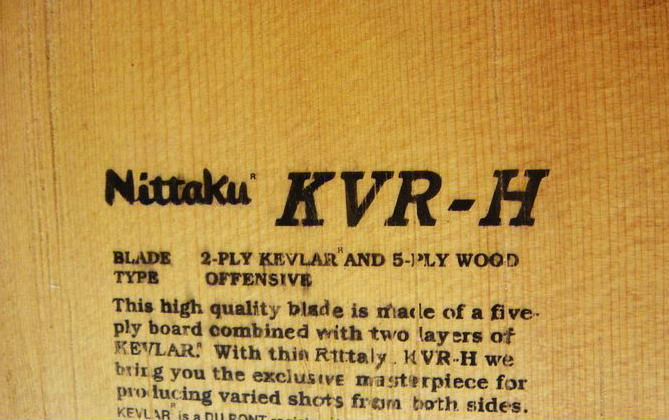 Nittaku® KVR-H
BLADE 2-PLY KEVLAR® AND 5-PLY WOOD
TYPE OFFENSIVE
This high quality blade is made of a five-
ply board combined with two layers of
KEVLAR.® With this KVR-H we
bring you the exclusive masterpiece for
producing varied shots from both sides.
KEVLAR® is a DU PONT